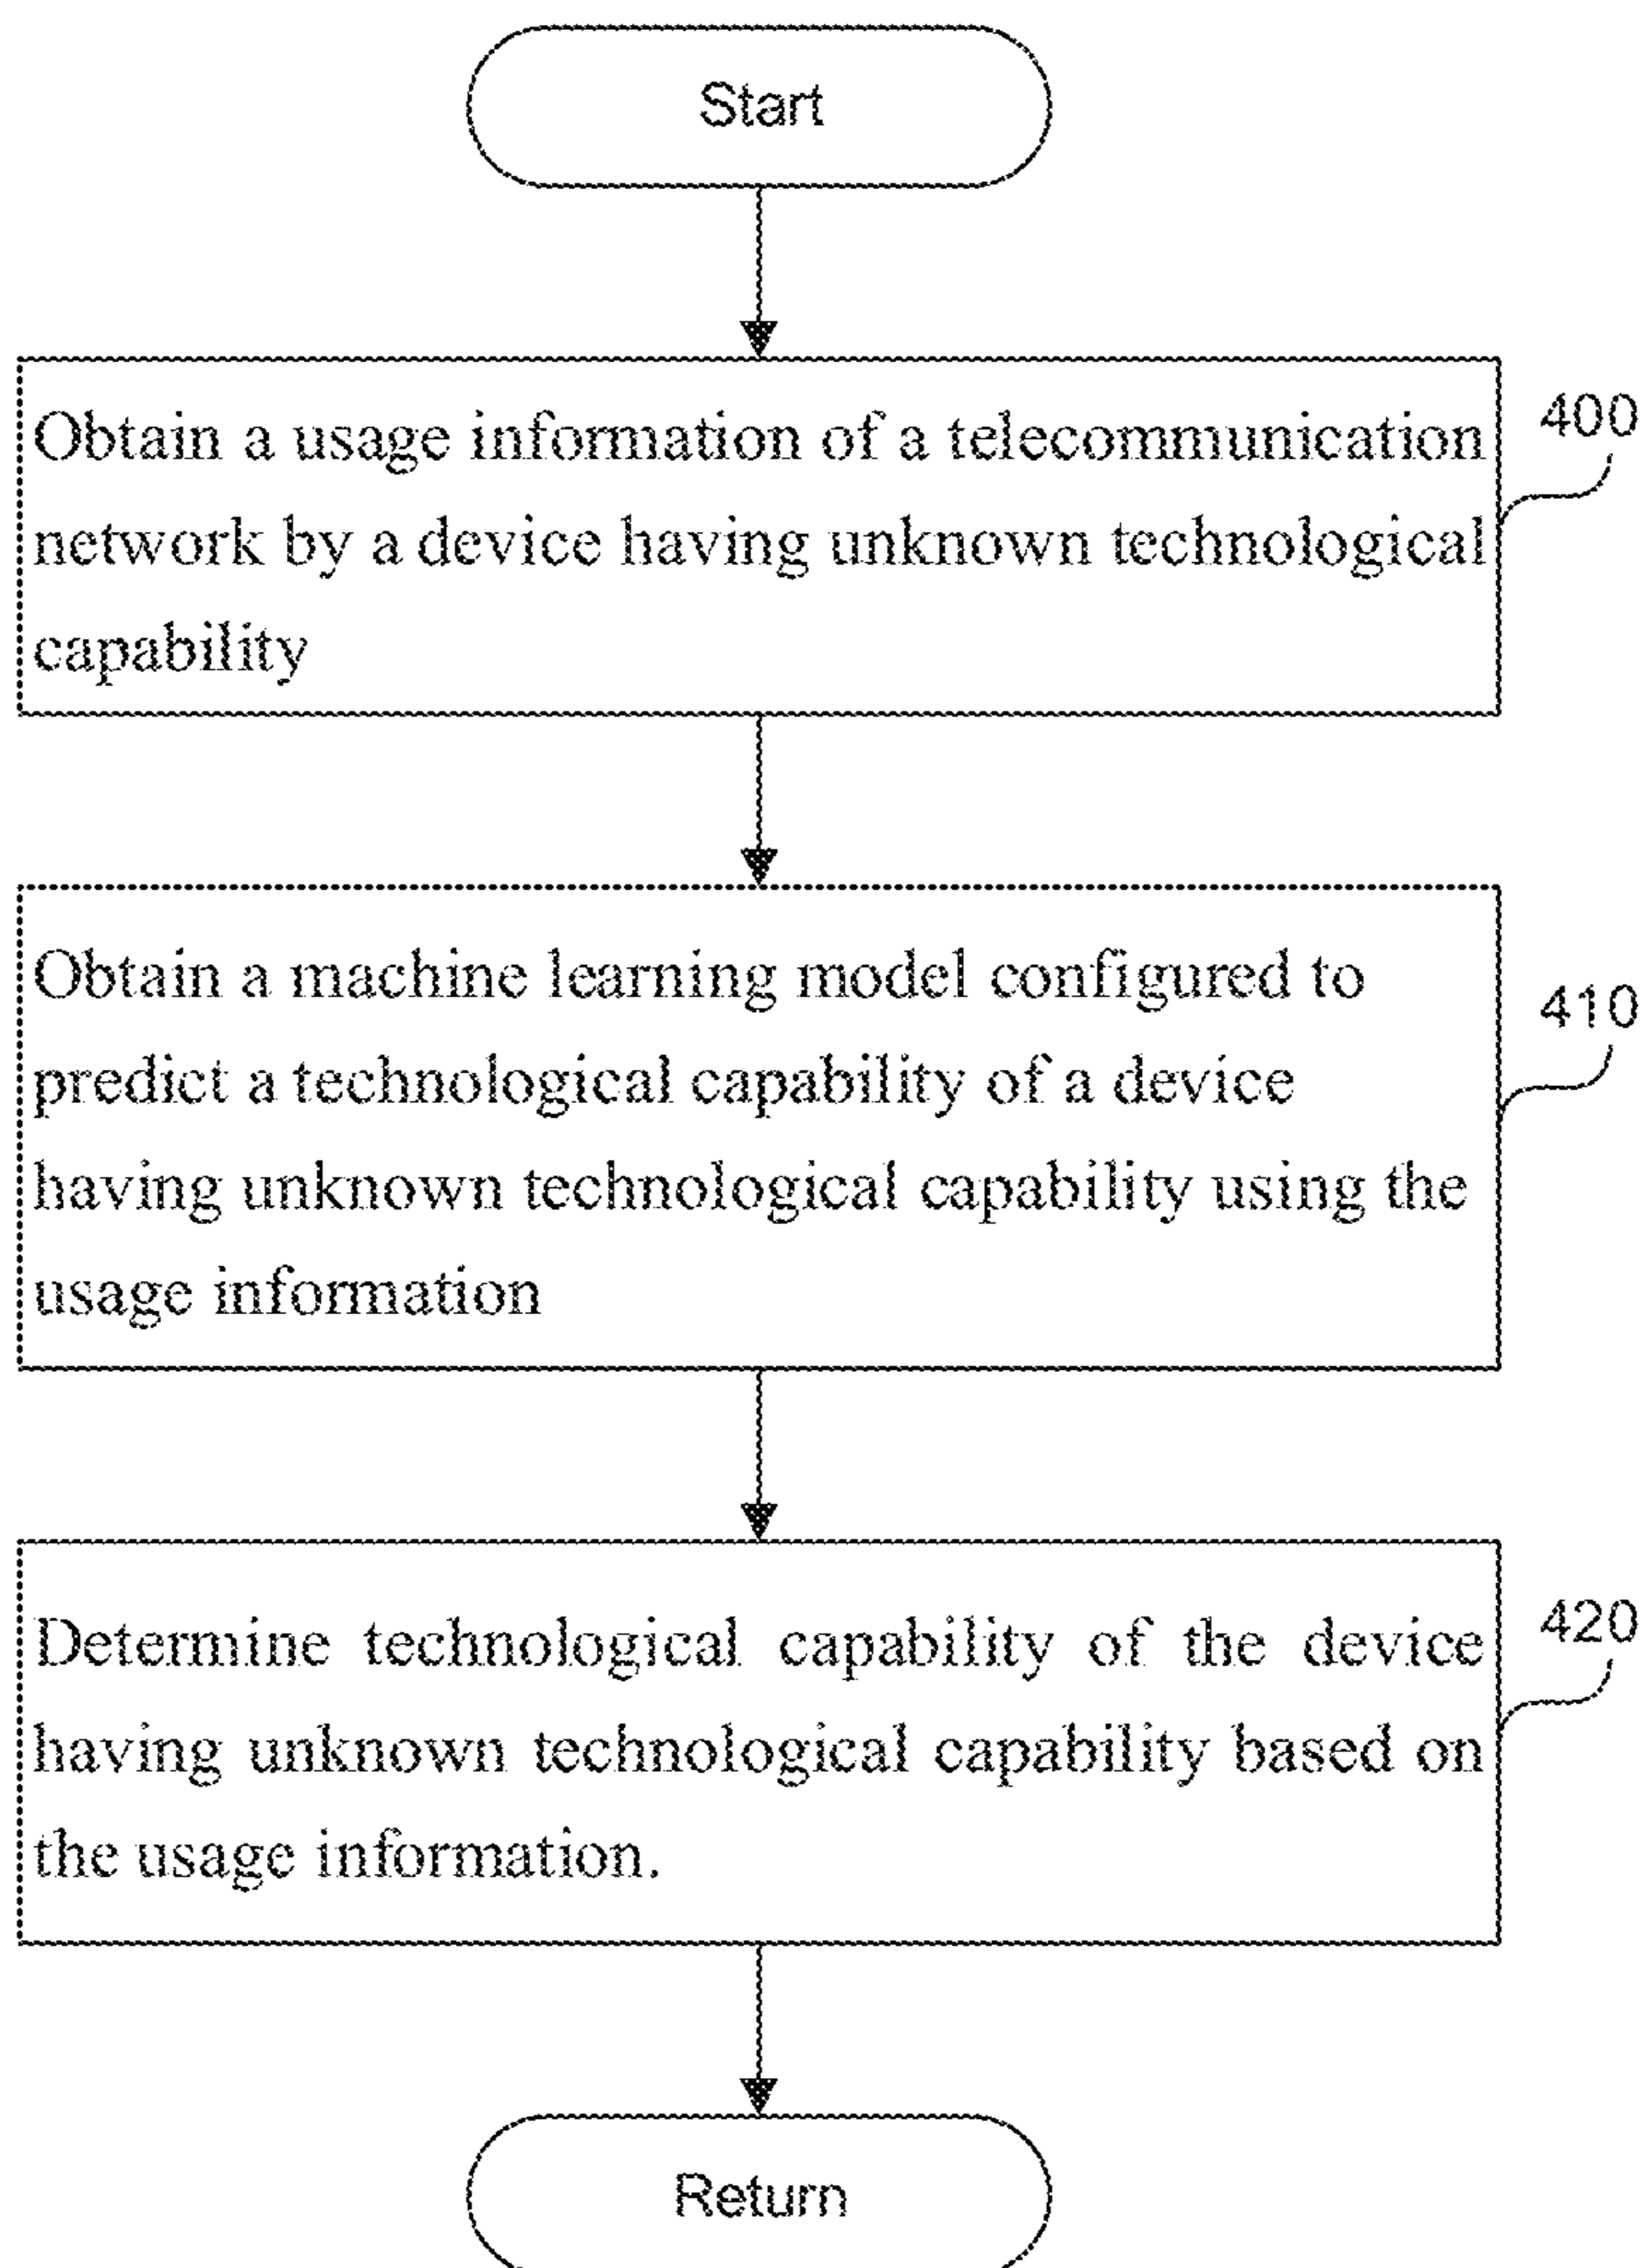 Start
Obtain a usage information of a telecommunication
network by a device having unknown technological
capability
400
Obtain a machine learning model configured to
predict a technological capability of a device
having unknown technological capability using the
usage information
410
Determine technological capability of the device
having unknown technological capability based on
the usage information.
420
Return